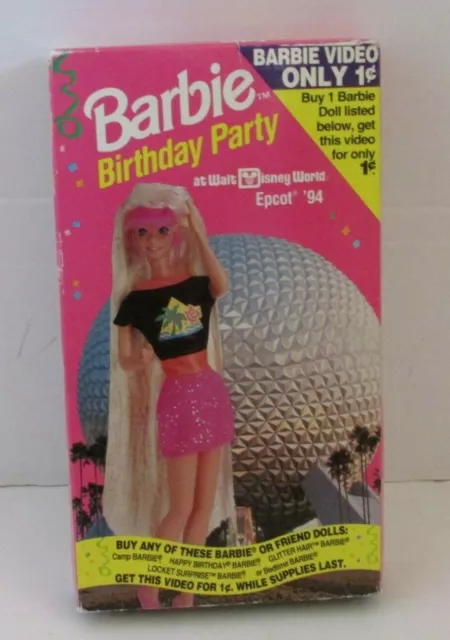 BARBIE VIDEO
ONLY 1¢
Buy 1 Barbie
Doll listed
below, get
this video
for only
1¢.
Barbie™
Birthday Party
at Walt Disney World
Epcot® '94
BUY ANY OF THESE BARBIE® OR FRIEND DOLLS:
Camp BARBIE® HAPPY BIRTHDAY® BARBIE® GLITTER HAIR™ BARBIE®
LOCKET SURPRISE™ BARBIE® or Bedtime BARBIE®
GET THIS VIDEO FOR 1¢. WHILE SUPPLIES LAST.